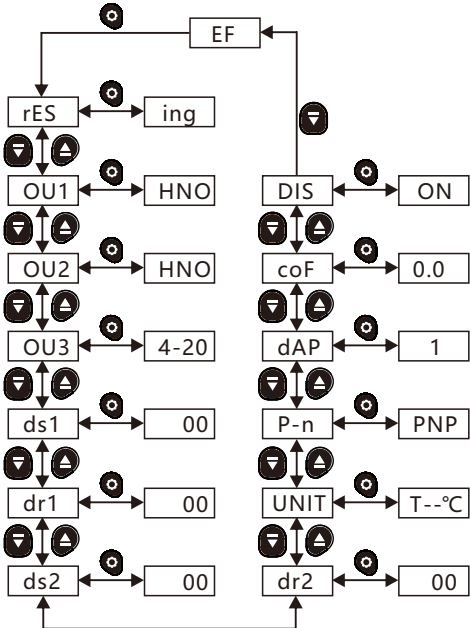 EF
rES ing
OU1 HNO DIS ON
OU2 HNO coF 0.0
OU3 4-20 dAP 1
ds1 00 P-n PNP
dr1 00 UNIT T--℃
ds2 00 dr2 00